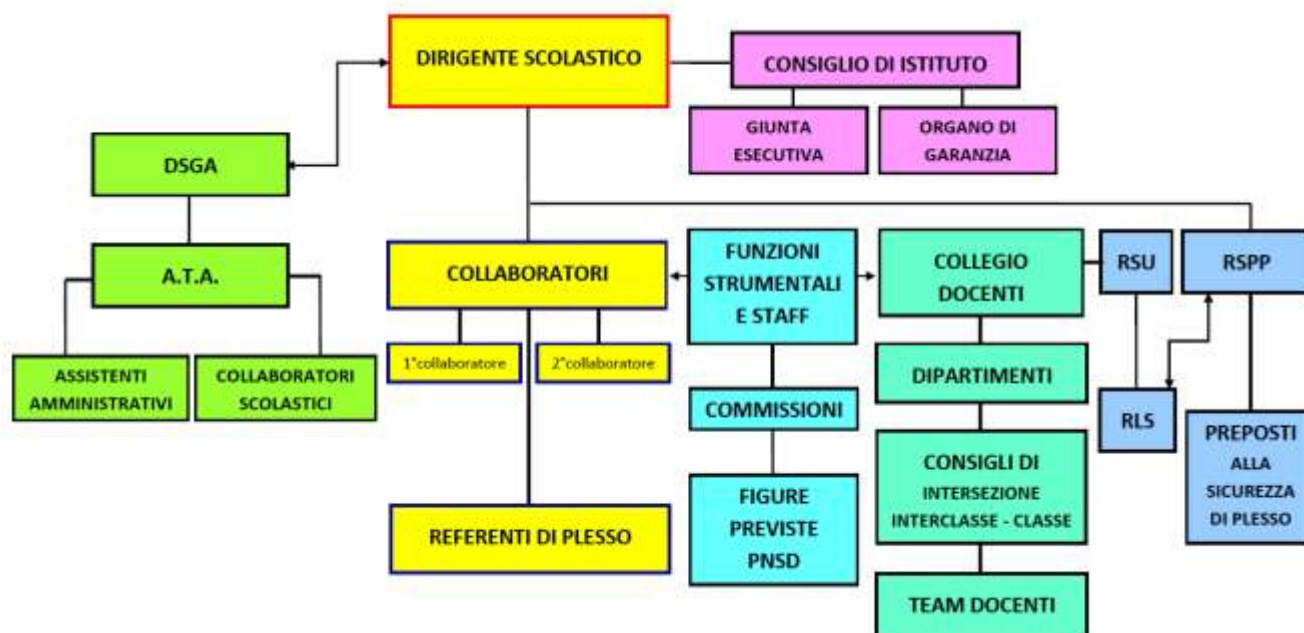 DIRIGENTE SCOLASTICO
CONSIGLIO DI ISTITUTO
GIUNTA
ESECUTIVA
ORGANO DI
GARANZIA
DSGA
A.T.A.
ASSISTENTI
AMMINISTRATIVI
COLLABORATORI
SCOLASTICI
COLLABORATORI
1°collaboratore
2°collaboratore
REFERENTI DI PLESSO
FUNZIONI
STRUMENTALI
E STAFF
COMMISSIONI
FIGURE
PREVISTE
PNSD
COLLEGIO
DOCENTI
DIPARTIMENTI
CONSIGLI DI
INTERSEZIONE
INTERCLASSE - CLASSE
TEAM DOCENTI
RSU
RLS
RSPP
PREPOSTI
ALLA
SICUREZZA
DI PLESSO